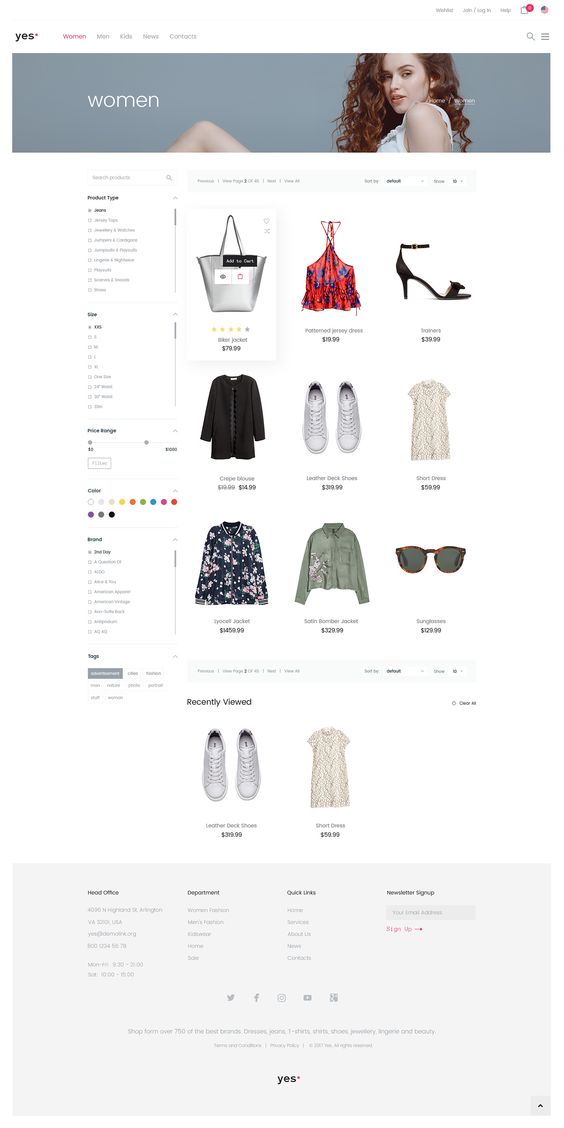 Wishlist Join / Log In Help 0
yes*
Women Men Kids News Contacts
women
Home / Women
Search products
Previous | View Page 2 OF 45 | Next | View All
Sort by: default Show: 10
Product Type
Jeans
Jersey Tops
Jewellery & Watches
Jumpers & Cardigans
Jumpsuits & Playsuits
Lingerie & Nightwear
Playsuits
Scarves & Snoods
Shoes
Size
XXS
S
M
L
XL
One Size
24" Waist
30" Waist
Price Range
$0 $1000
Filter
Color
Brand
2nd Day
A Question Of
ALDO
Alice & You
American Apparel
American Vintage
Ann-Sofie Back
Antipodium
AQ AQ
Tags
advertisement cities fashion
men nature photo portrait
stuff woman
Add to Cart
Biker jacket
$79.99
Patterned jersey dress
$19.99
Trainers
$39.99
Crepe blouse
$19.99 $14.99
Leather Deck Shoes
$319.99
Short Dress
$59.99
Lyocell Jacket
$1459.99
Satin Bomber Jacket
$329.99
Sunglasses
$129.99
Previous | View Page 2 OF 45 | Next | View All
Sort by: default Show: 10
Recently Viewed
Clear All
Leather Deck Shoes
$319.99
Short Dress
$59.99
Head Office
4096 N Highland St, Arlington
VA 32101, USA
yes@demolink.org
800 1234 56 78
Mon-Fri: 9:30 - 21:00
Sat: 10:00 - 15:00
Department
Women Fashion
Men's Fashion
Kidswear
Home
Sale
Quick Links
Home
Services
About Us
News
Contacts
Newsletter Signup
Your Email Address
Sign Up
Shop form over 750 of the best brands. Dresses, jeans, T-shirts, shirts, shoes, jewellery, lingerie and beauty.
Terms and Conditions | Privacy Policy | © 2017 Yes. All rights reserved.
yes*